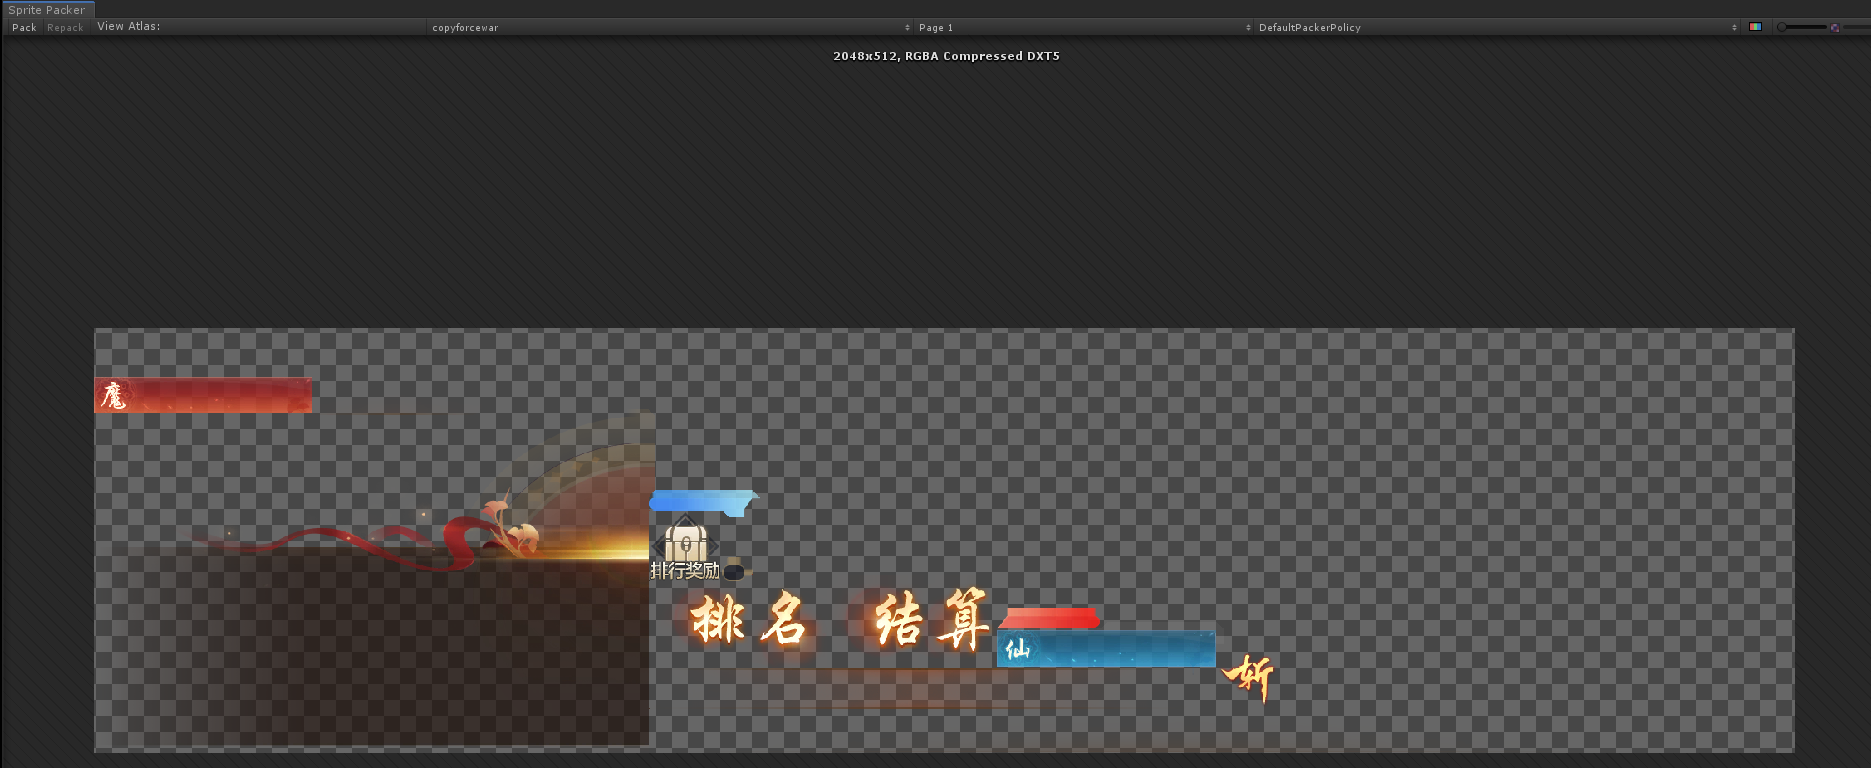 Sprite Packer
Pack Repack View Atlas: copyforcewar Page 1 DefaultPackerPolicy
2048x512, RGBA Compressed DXT5
魔
排行奖励
排名 结算
仙
斩